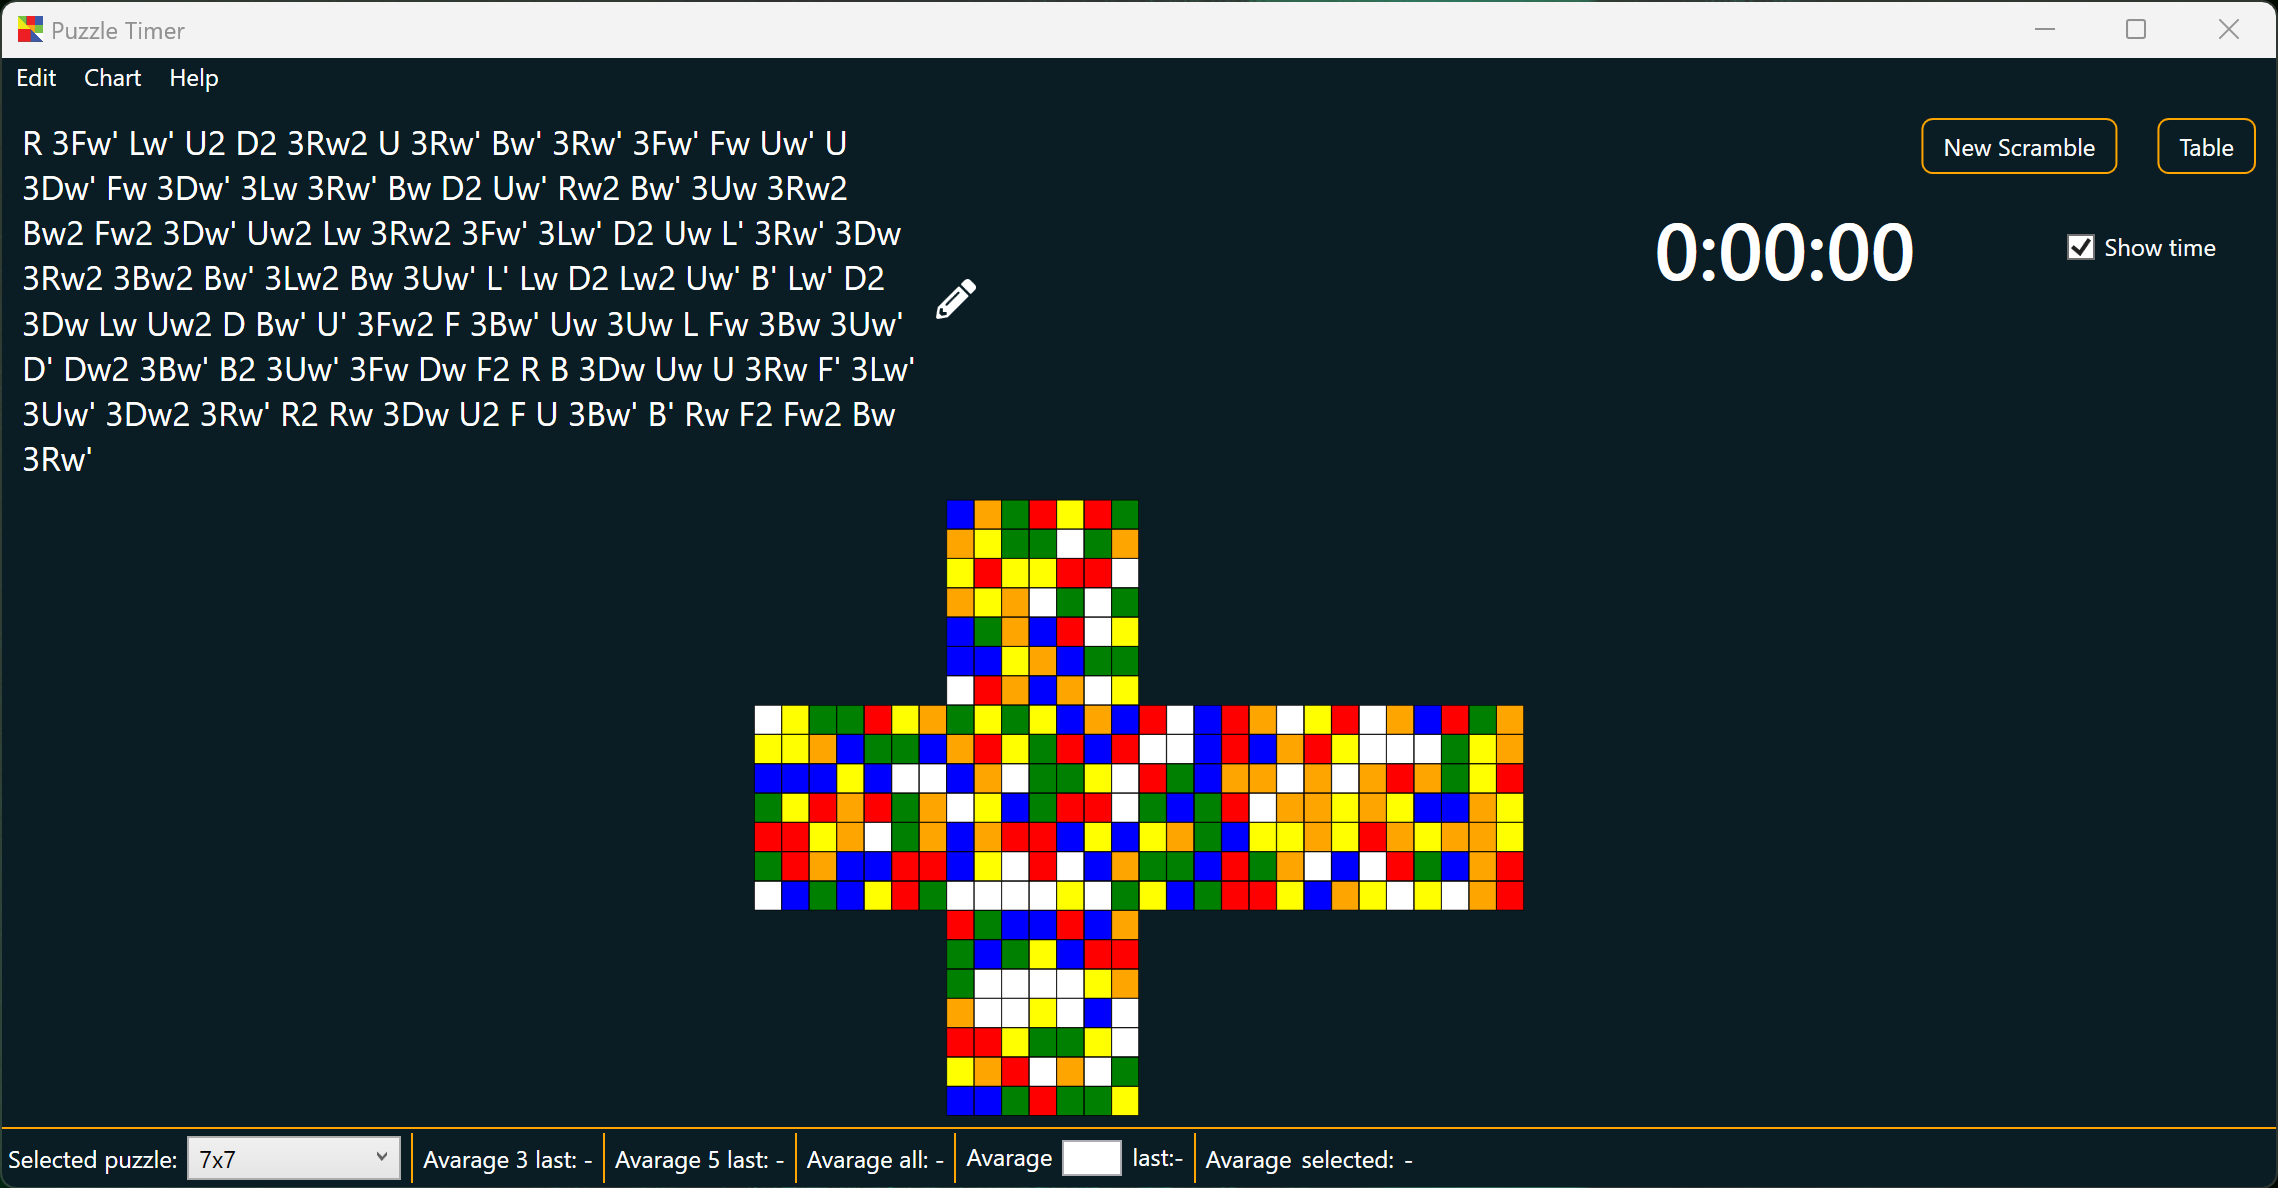 Puzzle Timer
Edit Chart Help
R 3Fw' Lw' U2 D2 3Rw2 U 3Rw' Bw' 3Rw' 3Fw' Fw Uw' U
3Dw' Fw 3Dw' 3Lw 3Rw' Bw D2 Uw' Rw2 Bw' 3Uw 3Rw2
Bw2 Fw2 3Dw' Uw2 Lw 3Rw2 3Fw' 3Lw' D2 Uw L' 3Rw' 3Dw
3Rw2 3Bw2 Bw' 3Lw2 Bw 3Uw' L' Lw D2 Lw2 Uw' B' Lw' D2
3Dw Lw Uw2 D Bw' U' 3Fw2 F 3Bw' Uw 3Uw L Fw 3Bw 3Uw'
D' Dw2 3Bw' B2 3Uw' 3Fw Dw F2 R B 3Dw Uw U 3Rw F' 3Lw'
3Uw' 3Dw2 3Rw' R2 Rw 3Dw U2 F U 3Bw' B' Rw F2 Fw2 Bw
3Rw'
New Scramble
Table
0:00:00
Show time
Selected puzzle: 7x7
Avarage 3 last: -
Avarage 5 last: -
Avarage all: -
Avarage last:-
Avarage selected: -